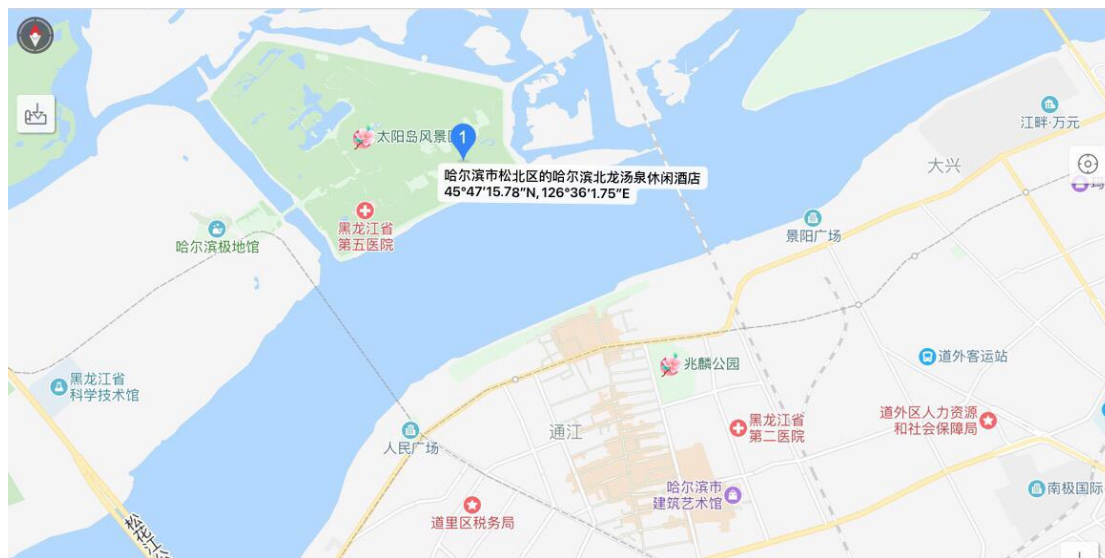 太阳岛风景
1
哈尔滨市松北区的哈尔滨北龙汤泉休闲酒店
45°47'15.78"N, 126°36'1.75"E
江畔·万元
大兴
黑龙江省
第五医院
哈尔滨极地馆
景阳广场
黑龙江省
科学技术馆
兆麟公园
道外客运站
人民广场
通江
黑龙江省
第二医院
道外区人力资源
和社会保障局
哈尔滨市
建筑艺术馆
南极国际
道里区税务局
松花江